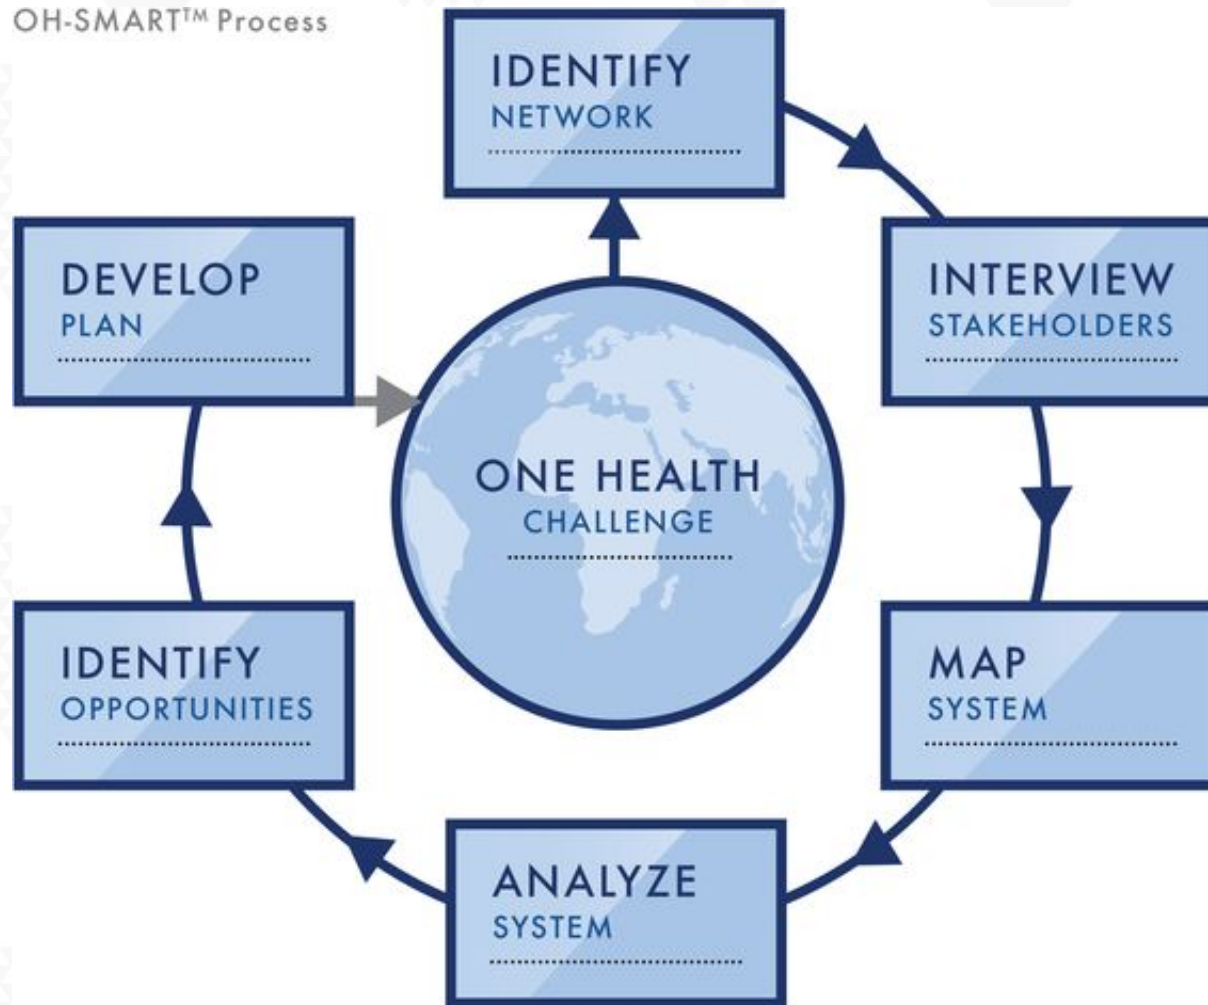 OH-SMART™ Process
IDENTIFY
NETWORK
INTERVIEW
STAKEHOLDERS
MAP
SYSTEM
ANALYZE
SYSTEM
IDENTIFY
OPPORTUNITIES
DEVELOP
PLAN
ONE HEALTH
CHALLENGE